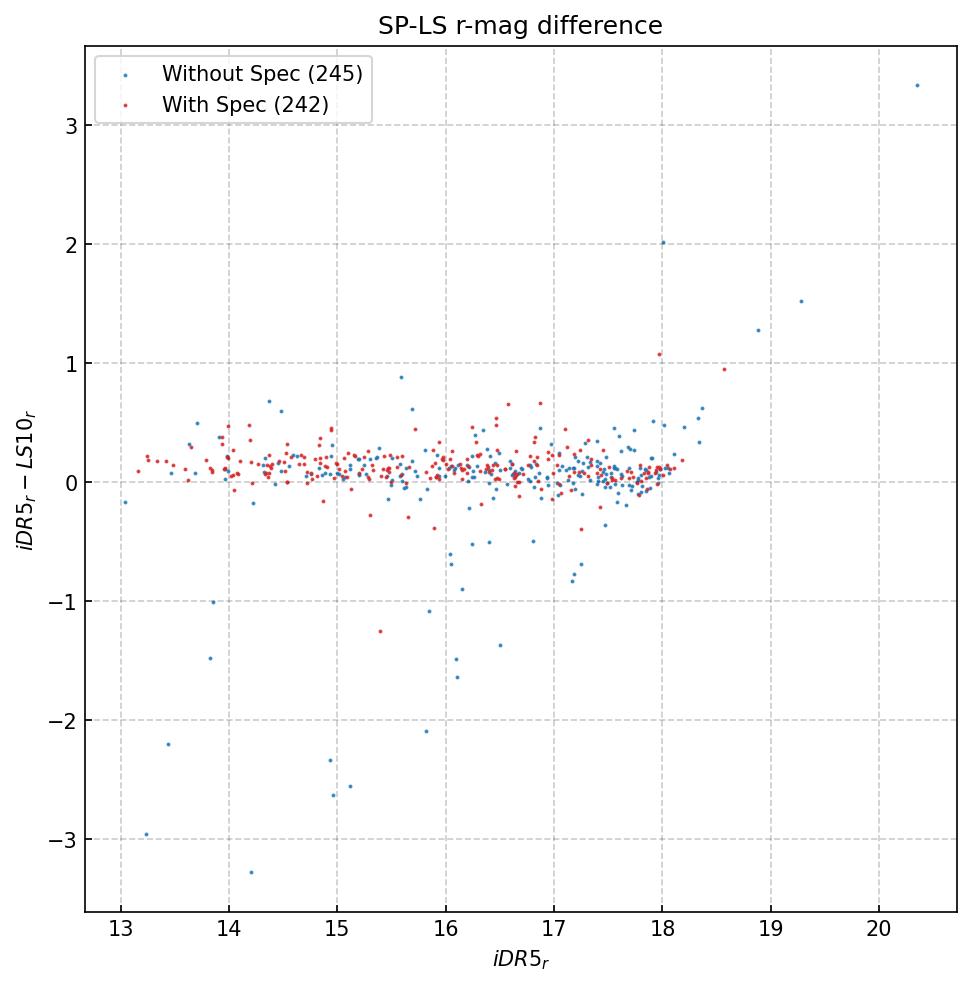 SP-LS r-mag difference
Without Spec (245)
With Spec (242)
3
2
1
0
−1
−2
−3
iDR5r − LS10r
13 14 15 16 17 18 19 20
iDR5r